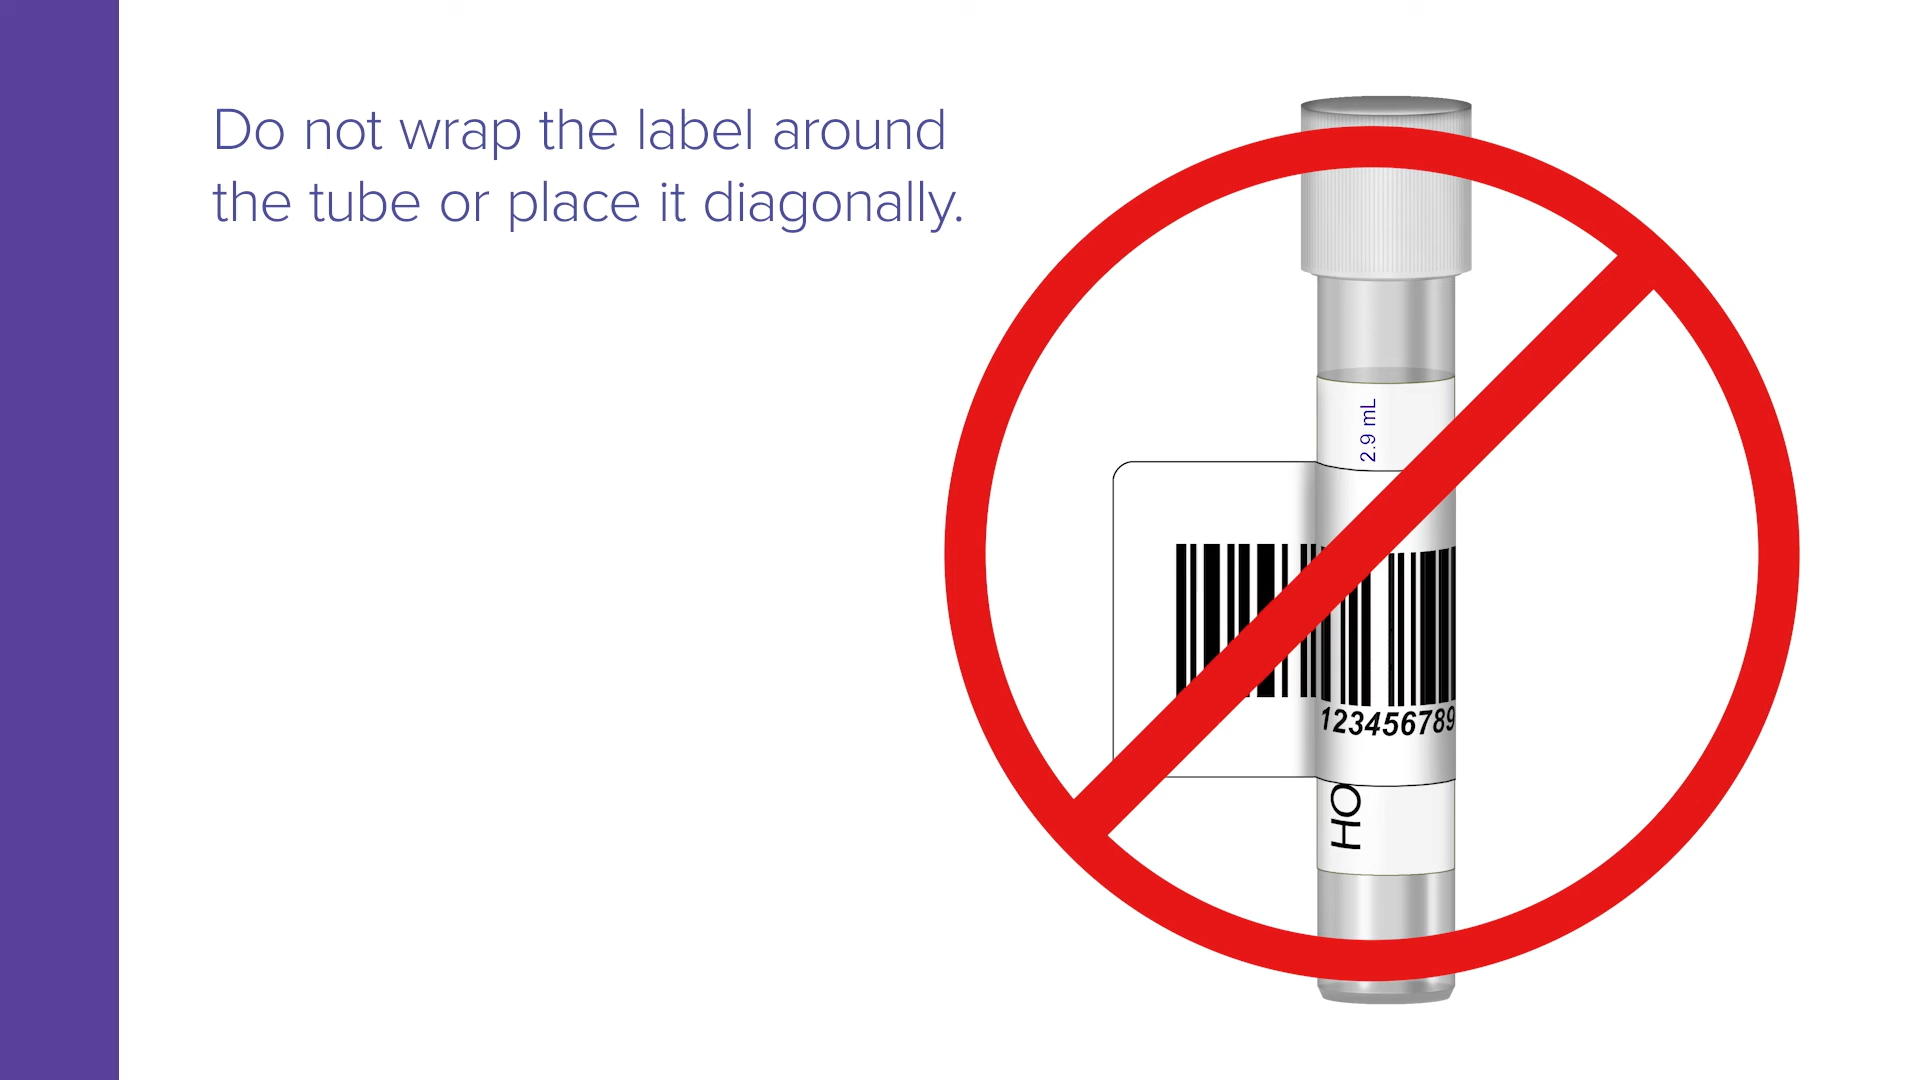 Do not wrap the label around
the tube or place it diagonally.
2.9 mL
123456789
HO